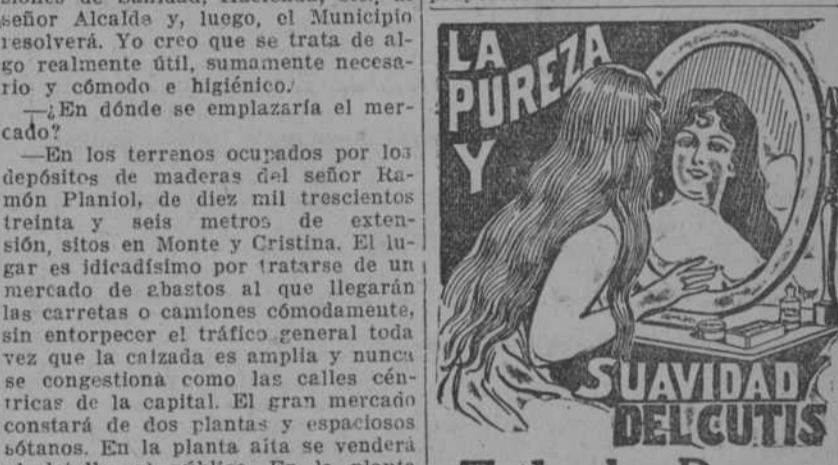 siones de Sanidad, Hacienda,
señor Alcalde y, luego, el Municipio
resolverá. Yo creo que se trata de al-
go realmente útil, sumamente necesa-
rio y cómodo e higiénico.
—¿En dónde se emplazaría el mer-
cado?
—En los terrenos ocupados por los
depósitos de maderas del señor Ra-
món Planiol, de diez mil trescientos
treinta y seis metros de exten-
sión, sitos en Monte y Cristina. El lu-
gar es idicadísimo por tratarse de un
mercado de abastos al que llegarán
las carretas o camiones cómodamente,
sin entorpecer el tráfico general toda
vez que la calzada es amplia y nunca
se congestiona como las calles cén-
tricas de la capital. El gran mercado
constará de dos plantas y espaciosos
sótanos. En la planta alta se venderá
LA
PUREZA
Y
SUAVIDAD
DEL CUTIS